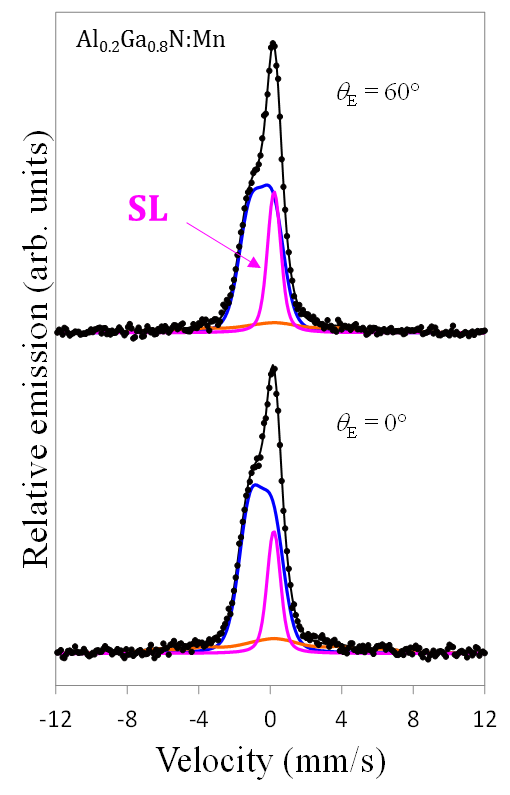 Al₀.₂Ga₀.₈N:Mn
θE = 60°
SL
θE = 0°
Relative emission (arb. units)
-12 -8 -4 0 4 8 12
Velocity (mm/s)